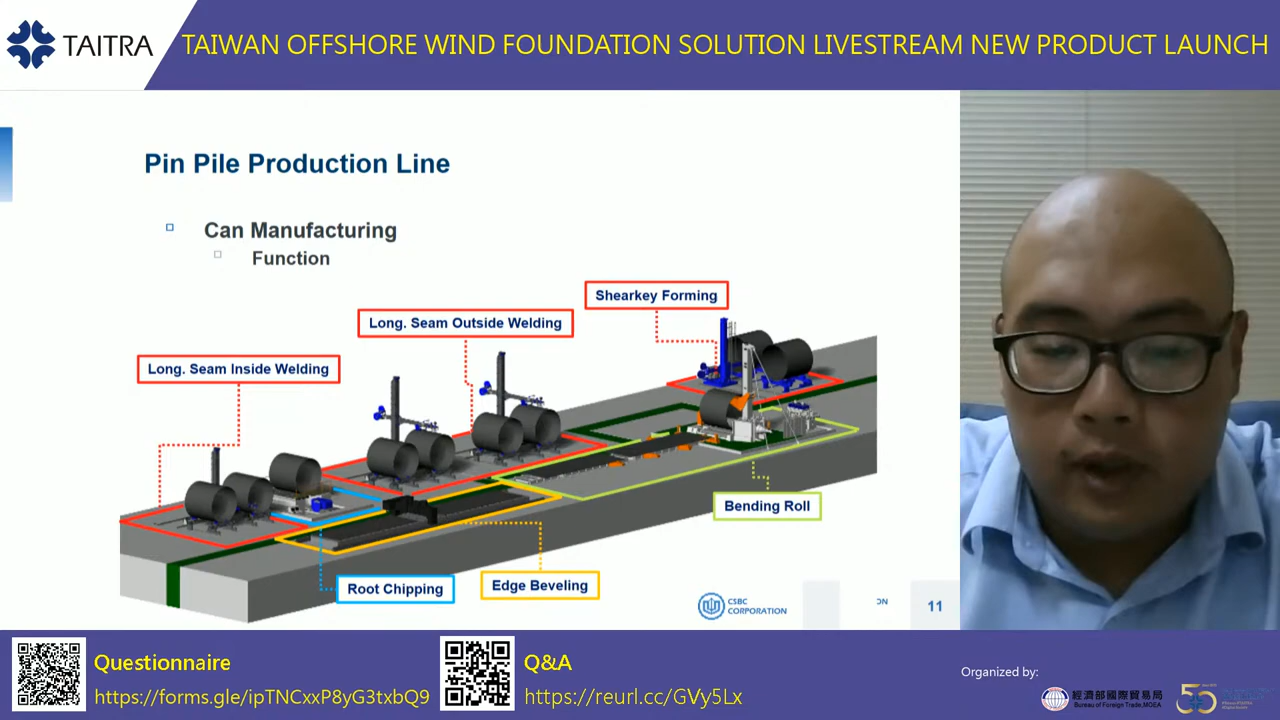 TAITRA
TAIWAN OFFSHORE WIND FOUNDATION SOLUTION LIVESTREAM NEW PRODUCT LAUNCH
Pin Pile Production Line
Can Manufacturing
Function
Shearkey Forming
Long. Seam Outside Welding
Long. Seam Inside Welding
Bending Roll
Root Chipping
Edge Beveling
CSBC
CORPORATION
ON
11
Questionnaire
https://forms.gle/ipTNCxxP8yG3txbQ9
Q&A
https://reurl.cc/GVy5Lx
Organized by:
經濟部國際貿易局
Bureau of Foreign Trade,MOEA